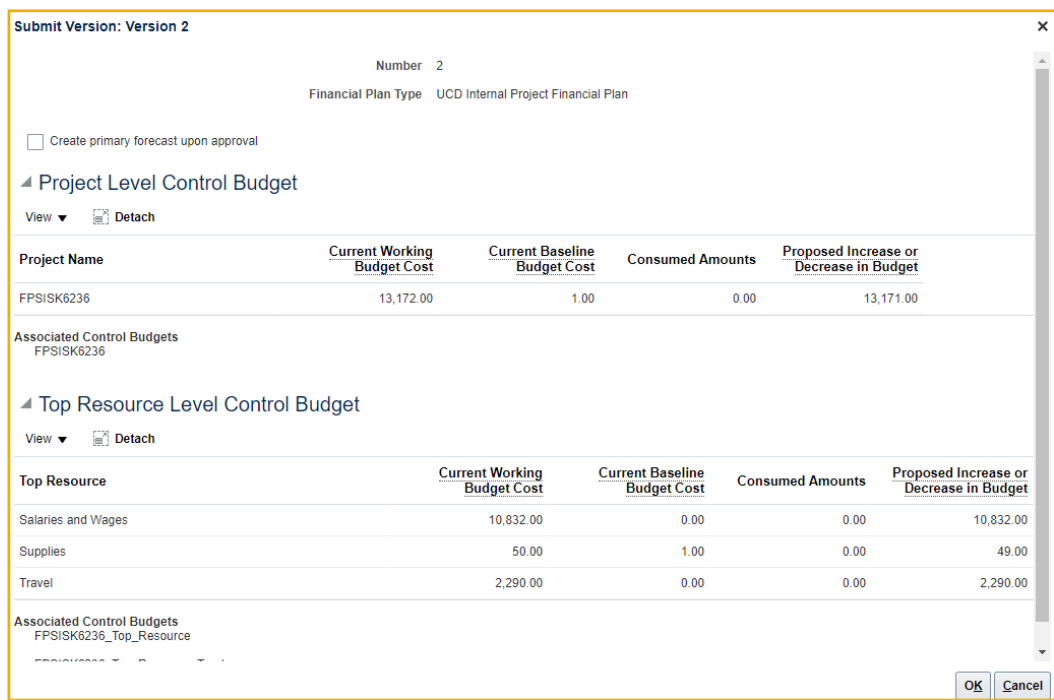 Submit Version: Version 2
Number 2
Financial Plan Type UCD Internal Project Financial Plan
Create primary forecast upon approval
Project Level Control Budget
View Detach
Project Name Current Working Budget Cost Current Baseline Budget Cost Consumed Amounts Proposed Increase or Decrease in Budget
FPSISK6236 13,172.00 1.00 0.00 13,171.00
Associated Control Budgets
FPSISK6236
Top Resource Level Control Budget
View Detach
Top Resource Current Working Budget Cost Current Baseline Budget Cost Consumed Amounts Proposed Increase or Decrease in Budget
Salaries and Wages 10,832.00 0.00 0.00 10,832.00
Supplies 50.00 1.00 0.00 49.00
Travel 2,290.00 0.00 0.00 2,290.00
Associated Control Budgets
FPSISK6236_Top_Resource
OK Cancel